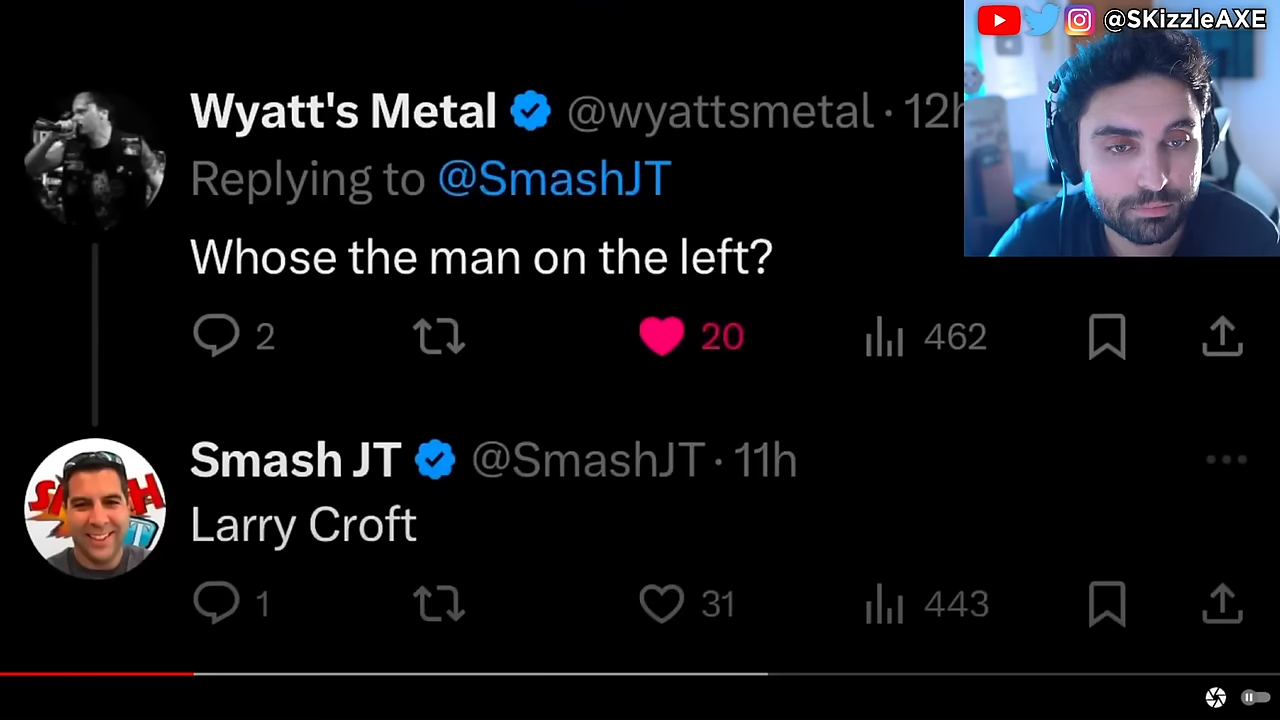 @SKizzleAXE
Wyatt's Metal @wyattsmetal · 12h
Replying to @SmashJT
Whose the man on the left?
2 20 462
Smash JT @SmashJT · 11h
Larry Croft
1 31 443